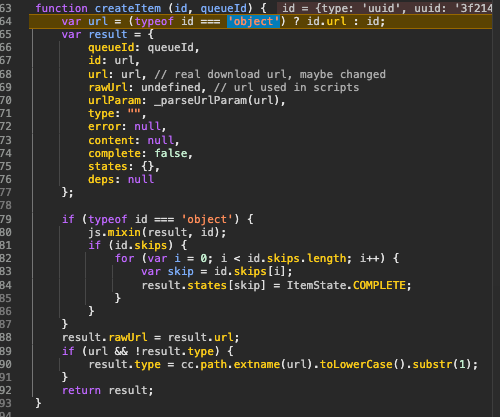 63 function createItem (id, queueId) { id = {type: 'uuid', uuid: '3f214
64 var url = (typeof id === 'object') ? id.url : id;
65 var result = {
66 queueId: queueId,
67 id: url,
68 url: url, // real download url, maybe changed
69 rawUrl: undefined, // url used in scripts
70 urlParam: _parseUrlParam(url),
71 type: "",
72 error: null,
73 content: null,
74 complete: false,
75 states: {},
76 deps: null
77 };
78
79 if (typeof id === 'object') {
80 js.mixin(result, id);
81 if (id.skips) {
82 for (var i = 0; i < id.skips.length; i++) {
83 var skip = id.skips[i];
84 result.states[skip] = ItemState.COMPLETE;
85 }
86 }
87 }
88 result.rawUrl = result.url;
89 if (url && !result.type) {
90 result.type = cc.path.extname(url).toLowerCase().substr(1);
91 }
92 return result;
93 }
94